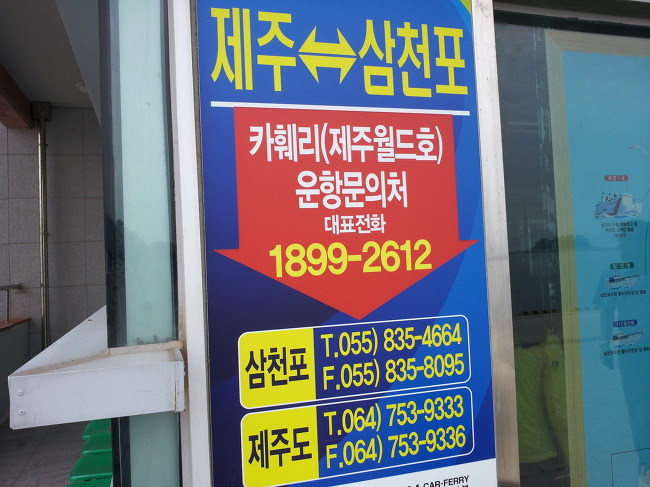 제주⇔삼천포
카훼리(제주월드호)
운항문의처
대표전화
1899-2612
삼천포
T.055) 835-4664
F.055) 835-8095
제주도
T.064) 753-9333
F.064) 753-9336
CAR-FERRY